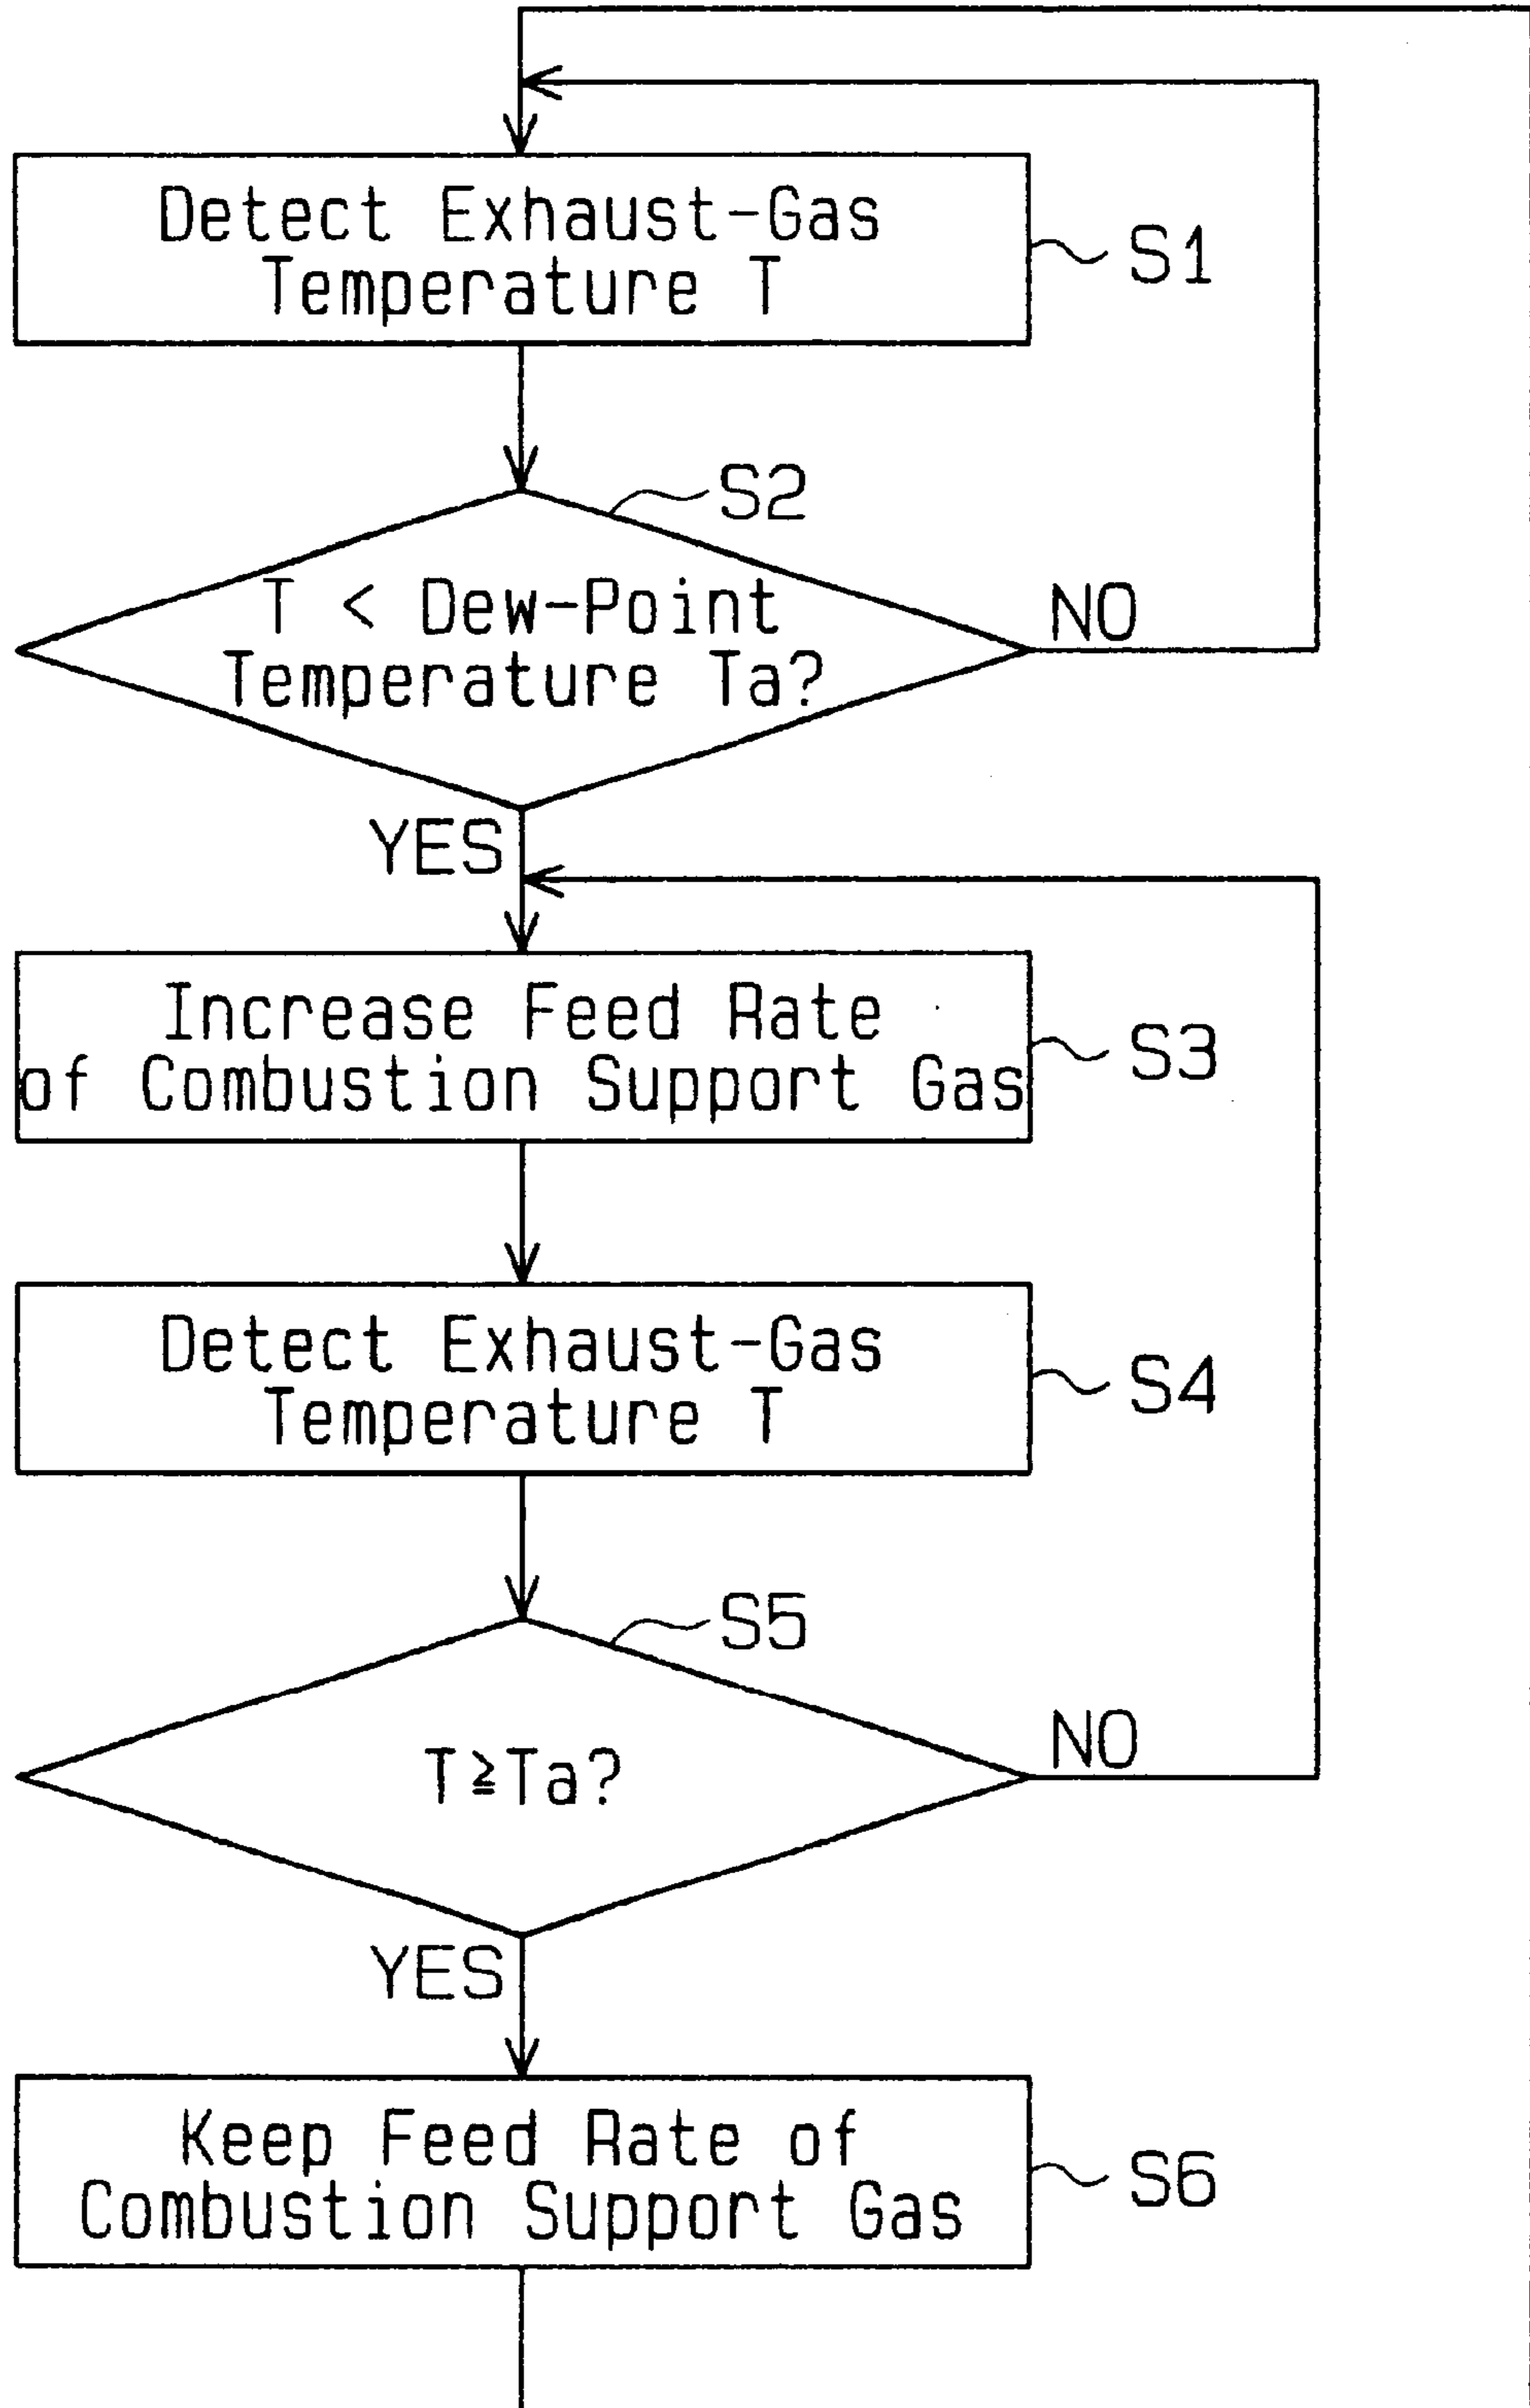 Detect Exhaust-Gas
Temperature T
S1
S2
T < Dew-Point
Temperature Ta?
NO
YES
Increase Feed Rate
of Combustion Support Gas
S3
Detect Exhaust-Gas
Temperature T
S4
S5
T≧Ta?
NO
YES
Keep Feed Rate of
Combustion Support Gas
S6